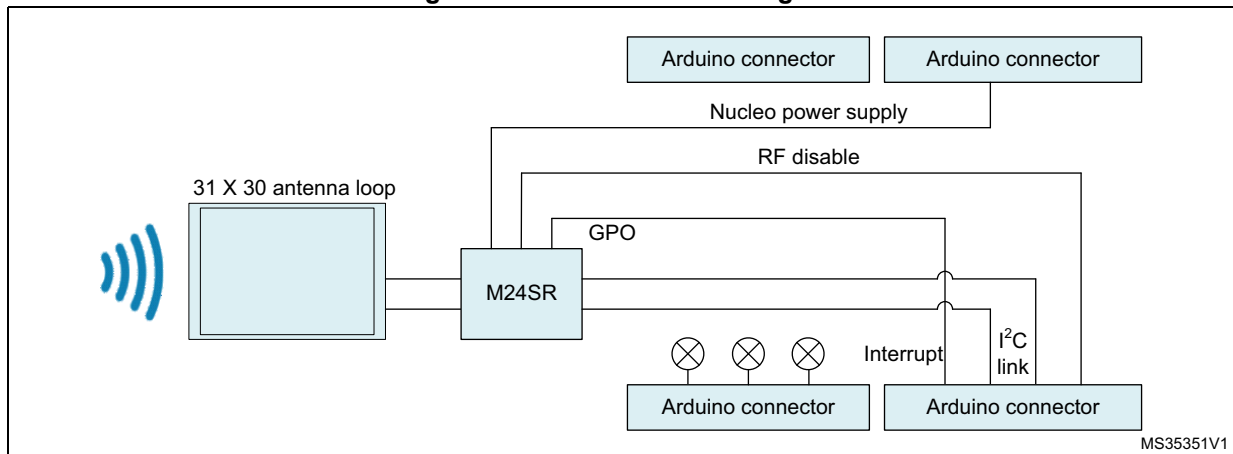 Arduino connector
Arduino connector
Nucleo power supply
RF disable
31 X 30 antenna loop
GPO
M24SR
Interrupt
I²C
link
Arduino connector
Arduino connector
MS35351V1